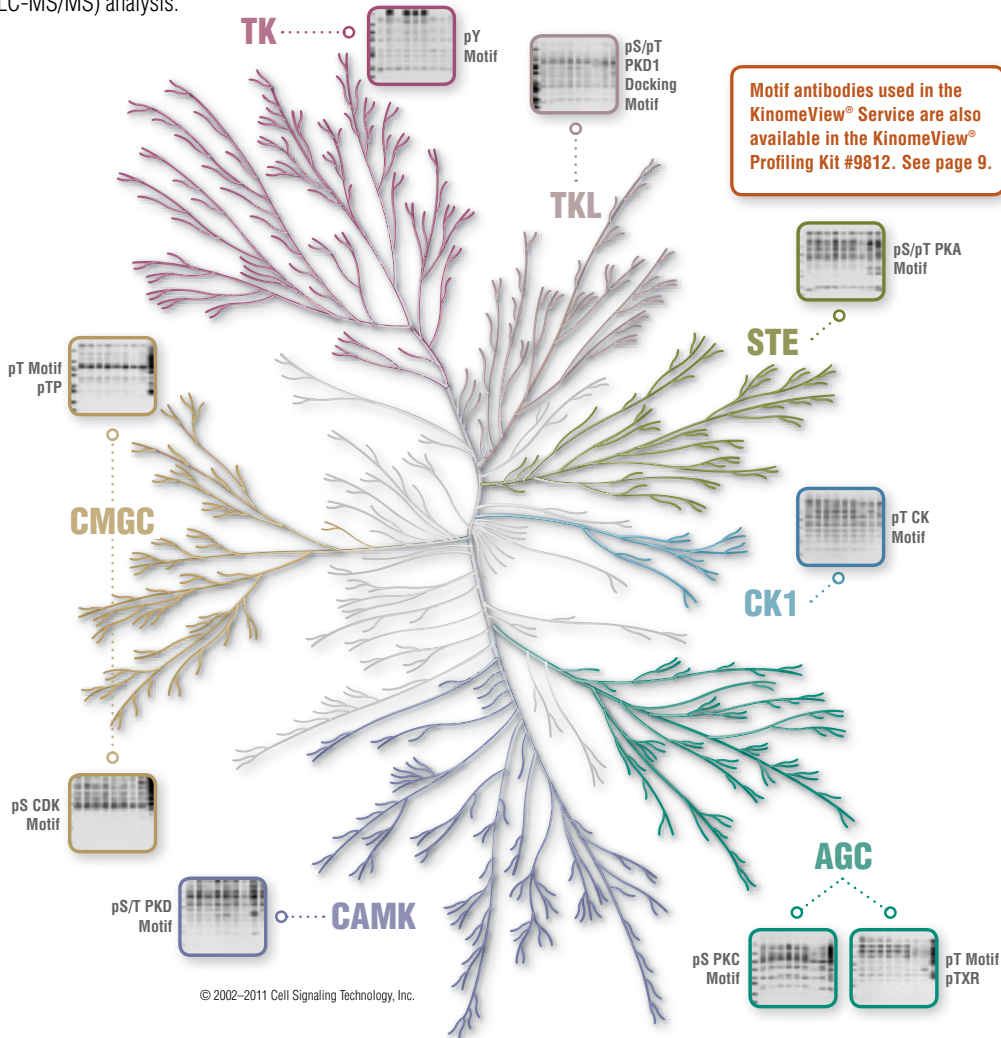 LC-MS/MS) analysis.
TK
pY
Motif
pS/pT
PKD1
Docking
Motif
Motif antibodies used in the
KinomeView® Service are also
available in the KinomeView®
Profiling Kit #9812. See page 9.
TKL
pS/pT PKA
Motif
STE
pT Motif
pTP
CMGC
pT CK
Motif
CK1
pS CDK
Motif
AGC
pS/T PKD
Motif
CAMK
pS PKC
Motif
pT Motif
pTXR
© 2002–2011 Cell Signaling Technology, Inc.